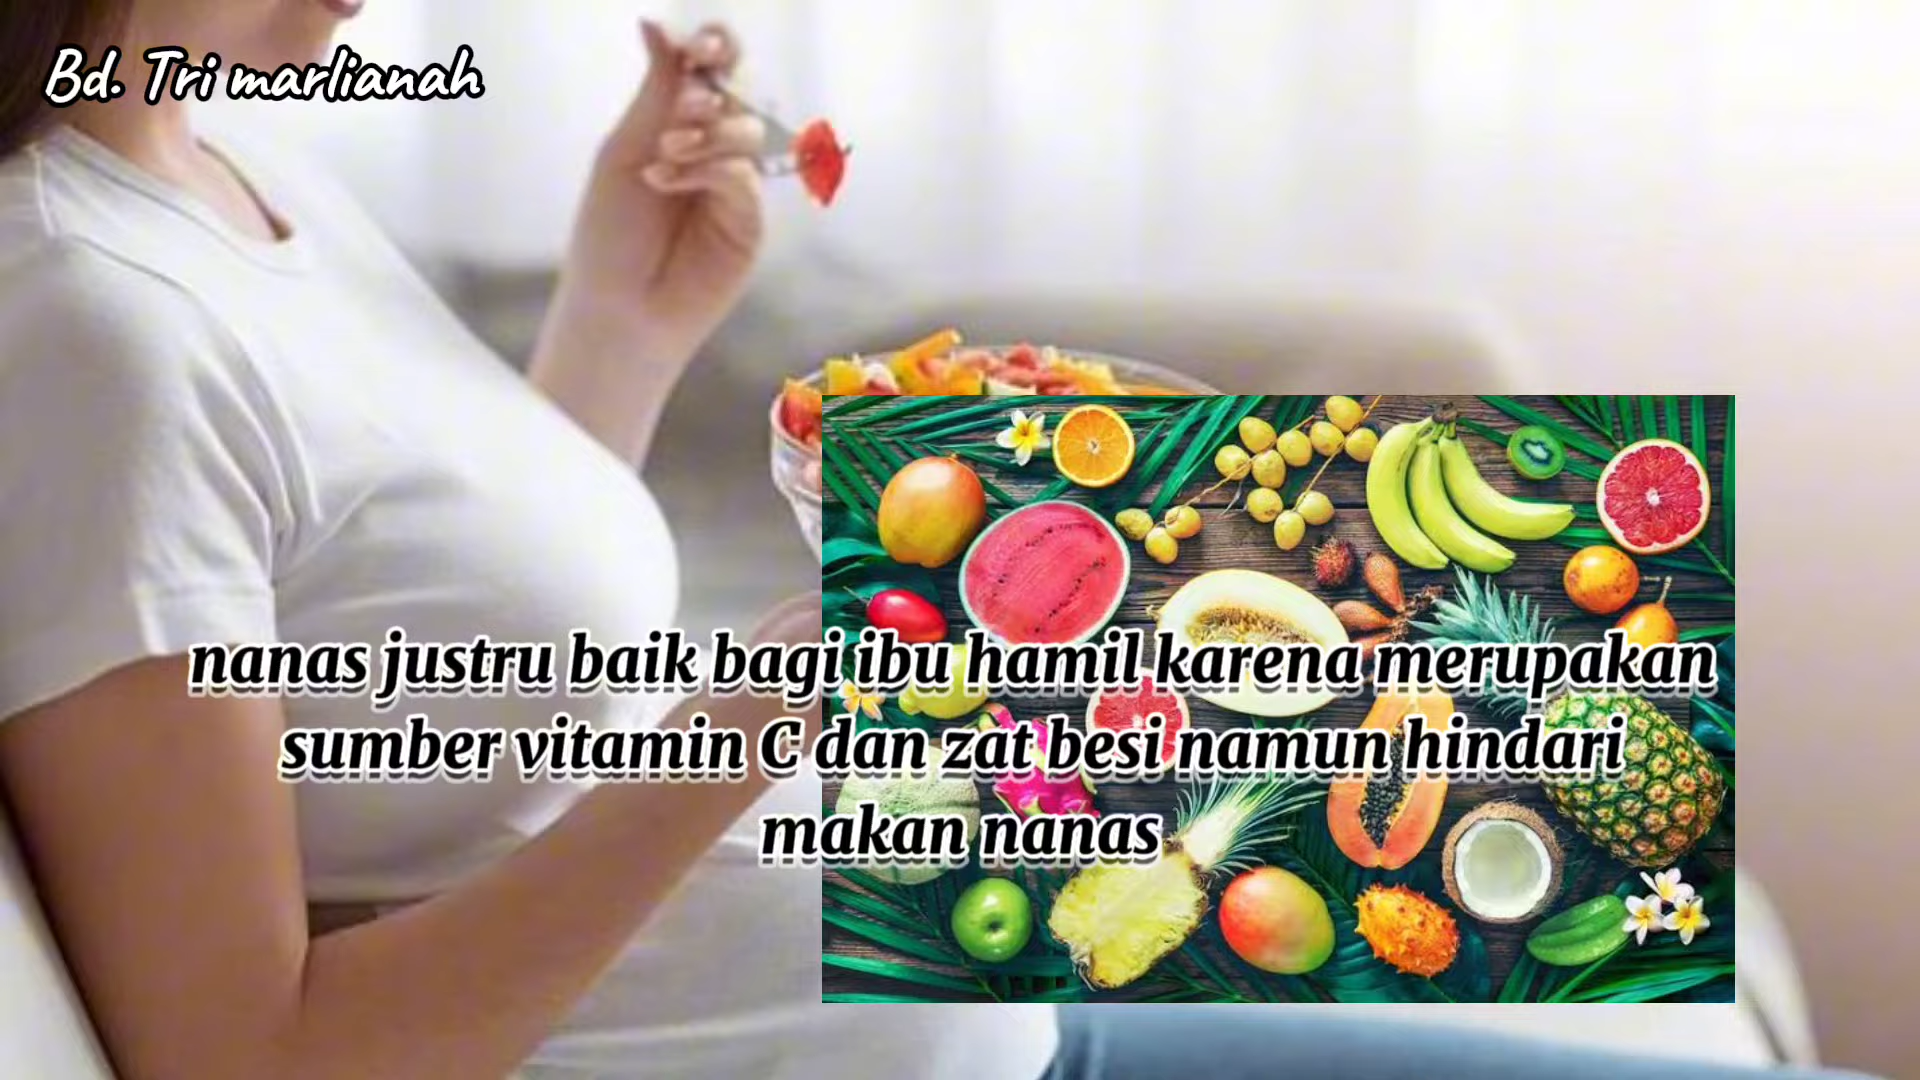 Bd. Tri marlianah
nanas justru baik bagi ibu hamil karena merupakan
sumber vitamin C dan zat besi namun hindari
makan nanas